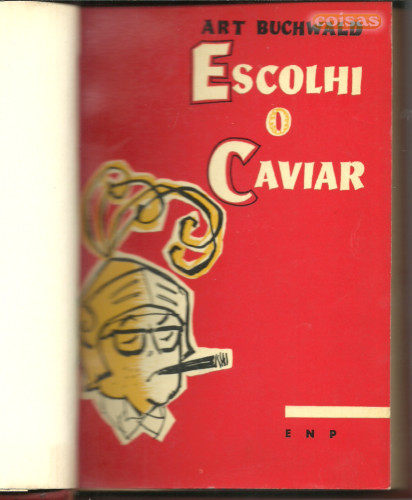 coisas
ART BUCHWALD
ESCOLHI
O
CAVIAR
ENP